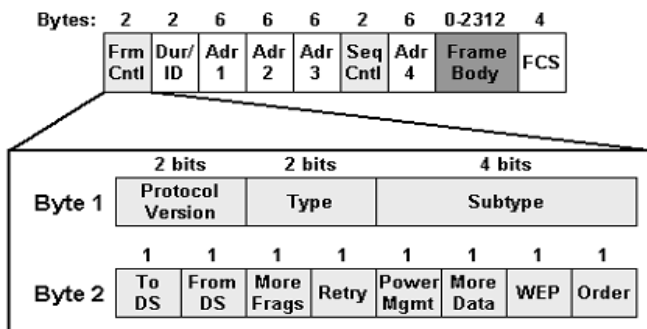 Bytes: 2 2 6 6 6 2 6 0-2312 4
Frm Dur/ Adr Adr Adr Seq Adr Frame FCS
Cntl ID 1 2 3 Cntl 4 Body
2 bits 2 bits 4 bits
Byte 1 Protocol Type Subtype
Version
1 1 1 1 1 1 1 1
Byte 2 To From More Retry Power More WEP Order
DS DS Frags Mgmt Data